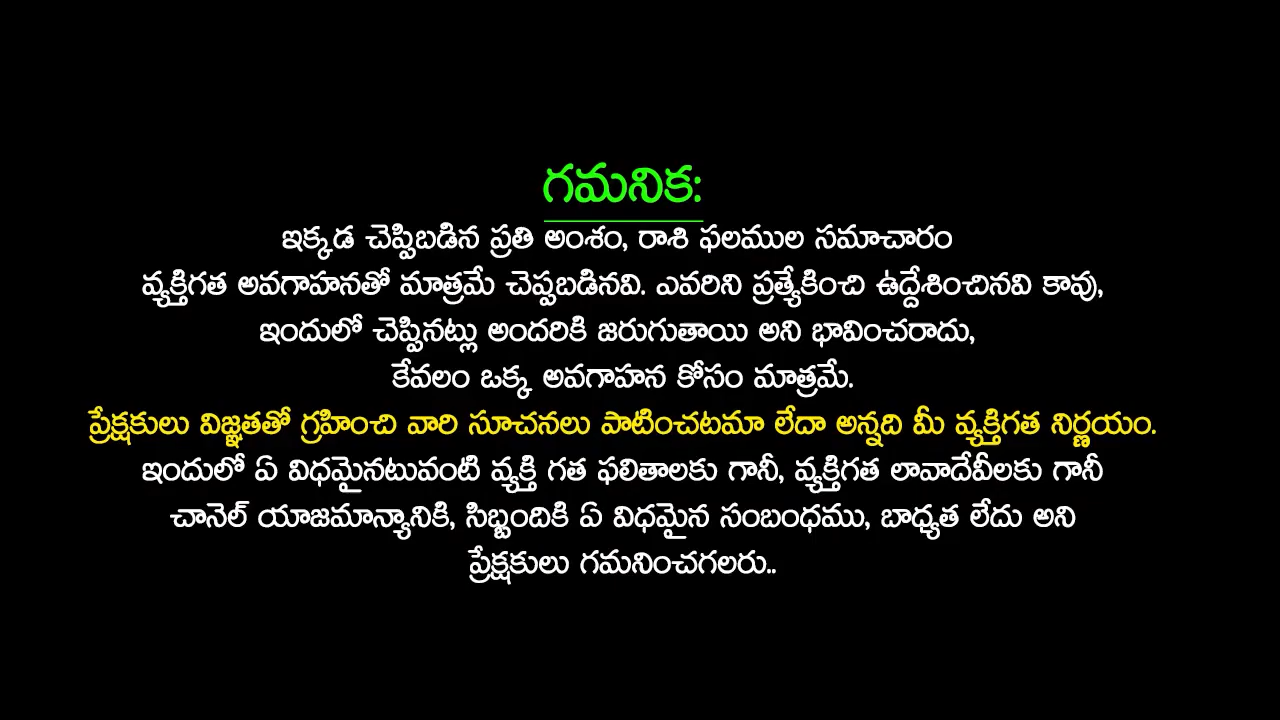 గమనిక:
ఇక్కడ చెప్పిబడిన ప్రతి అంశం, రాశి ఫలముల సమాచారం
వ్యక్తిగత అవగాహనతో మాత్రమే చెప్పబడినవి. ఎవరిని ప్రత్యేకించి ఉద్దేశించినవి కావు,
ఇందులో చెప్పినట్లు అందరికి జరుగుతాయి అని భావించరాదు,
కేవలం ఒక్క అవగాహన కోసం మాత్రమే.
ప్రేక్షకులు విజ్ఞతతో గ్రహించి వారి సూచనలు పాటించటమా లేదా అన్నది మీ వ్యక్తిగత నిర్ణయం.
ఇందులో ఏ విధమైనటువంటి వ్యక్తి గత ఫలితాలకు గానీ, వ్యక్తిగత లావాదేవీలకు గానీ
చానెల్ యాజమాన్యానికి, సిబ్బందికి ఏ విధమైన సంబంధము, బాధ్యత లేదు అని
ప్రేక్షకులు గమనించగలరు..